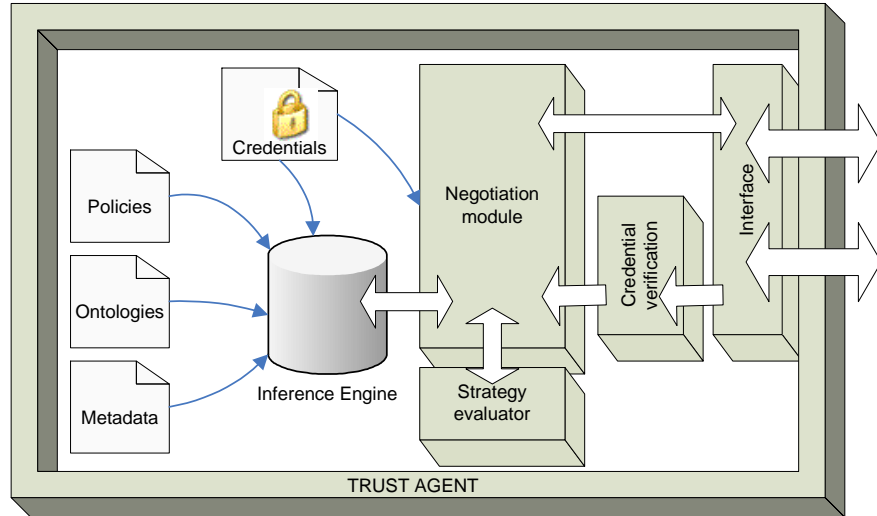 Credentials
Policies
Negotiation
module
Interface
Credential
verification
Ontologies
Inference Engine
Strategy
evaluator
Metadata
TRUST AGENT